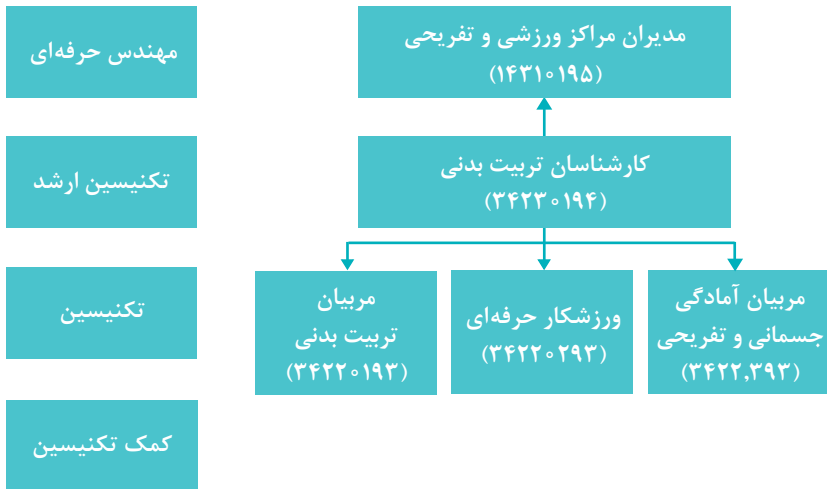 مهندس حرفه‌ای
مدیران مراکز ورزشی و تفریحی
(۱۴۳۱۰۱۹۵)
تکنیسین ارشد
کارشناسان تربیت بدنی
(۳۴۲۳۰۱۹۴)
تکنیسین
مربیان آمادگی
جسمانی و تفریحی
(۳۴۲۲,۳۹۳)
ورزشکار حرفه‌ای
(۳۴۲۲۰۲۹۳)
مربیان
تربیت بدنی
(۳۴۲۲۰۱۹۳)
کمک تکنیسین